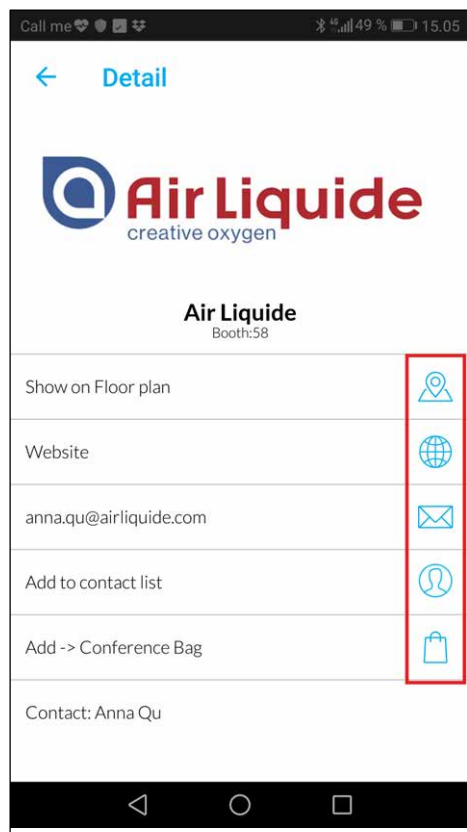 Call me 49 % 15.05
Detail
Air Liquide
creative oxygen
Air Liquide
Booth:58
Show on Floor plan
Website
anna.qu@airliquide.com
Add to contact list
Add -> Conference Bag
Contact: Anna Qu